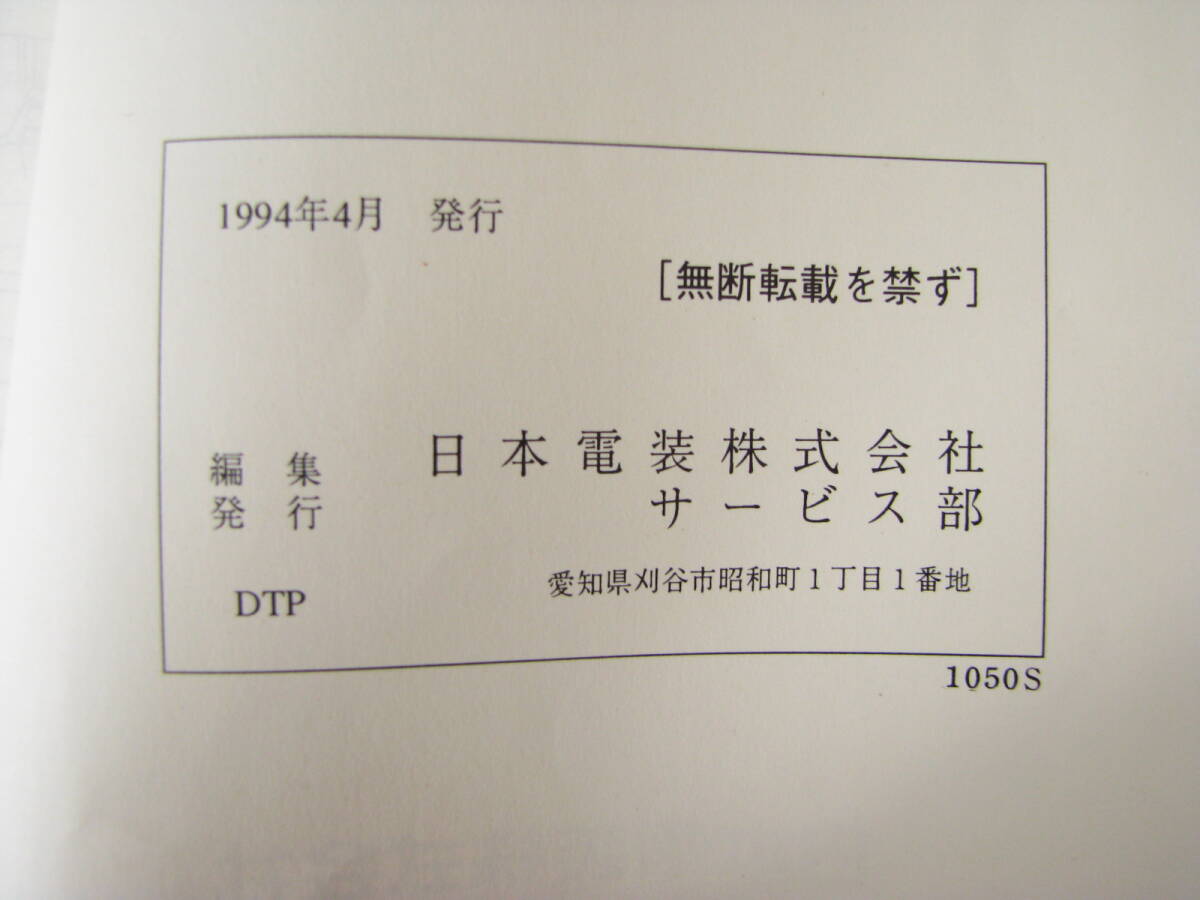 1994年4月 発行
[無断転載を禁ず]
編集 日本電装株式会社
発行 サービス部
愛知県刈谷市昭和町1丁目1番地
DTP
1050S